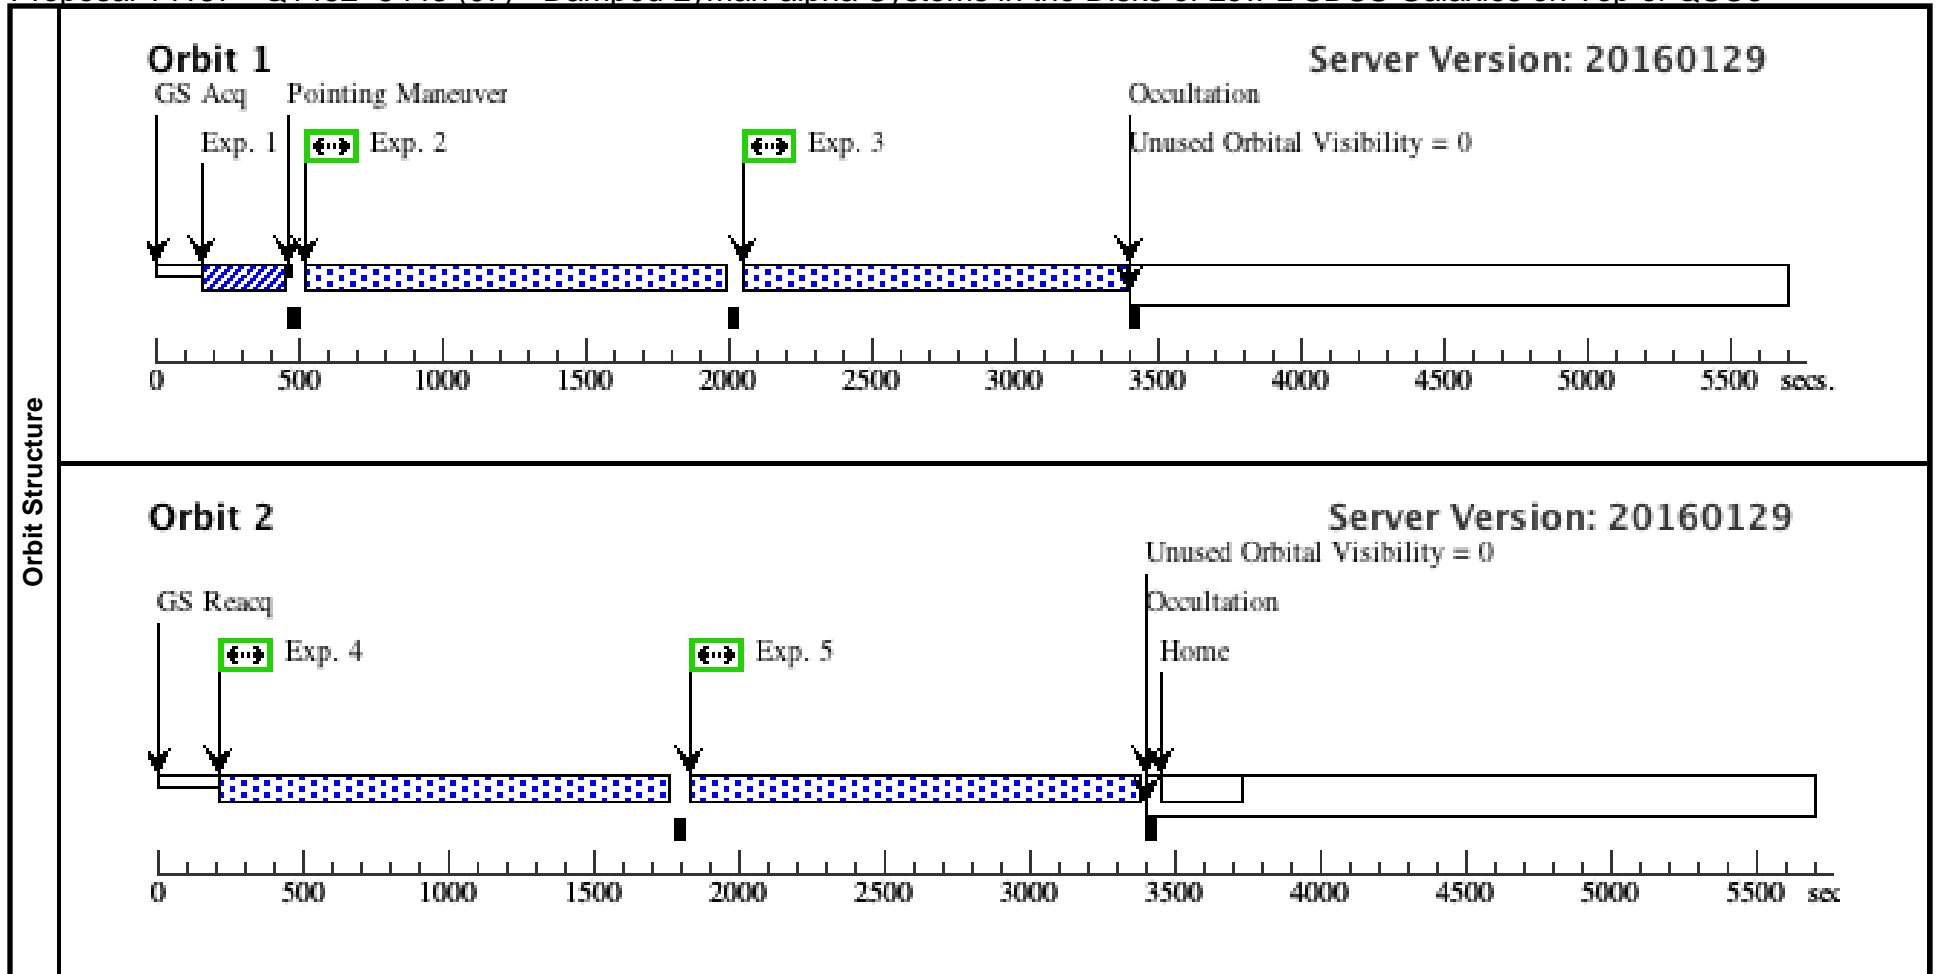 Orbit 1
Server Version: 20160129
GS Acq
Pointing Maneuver
Occultation
Exp. 1
Exp. 2
Exp. 3
Unused Orbital Visibility = 0
0 500 1000 1500 2000 2500 3000 3500 4000 4500 5000 5500 secs.
Orbit Structure
Orbit 2
Server Version: 20160129
Unused Orbital Visibility = 0
GS Reacq
Occultation
Exp. 4
Exp. 5
Home
0 500 1000 1500 2000 2500 3000 3500 4000 4500 5000 5500 sec